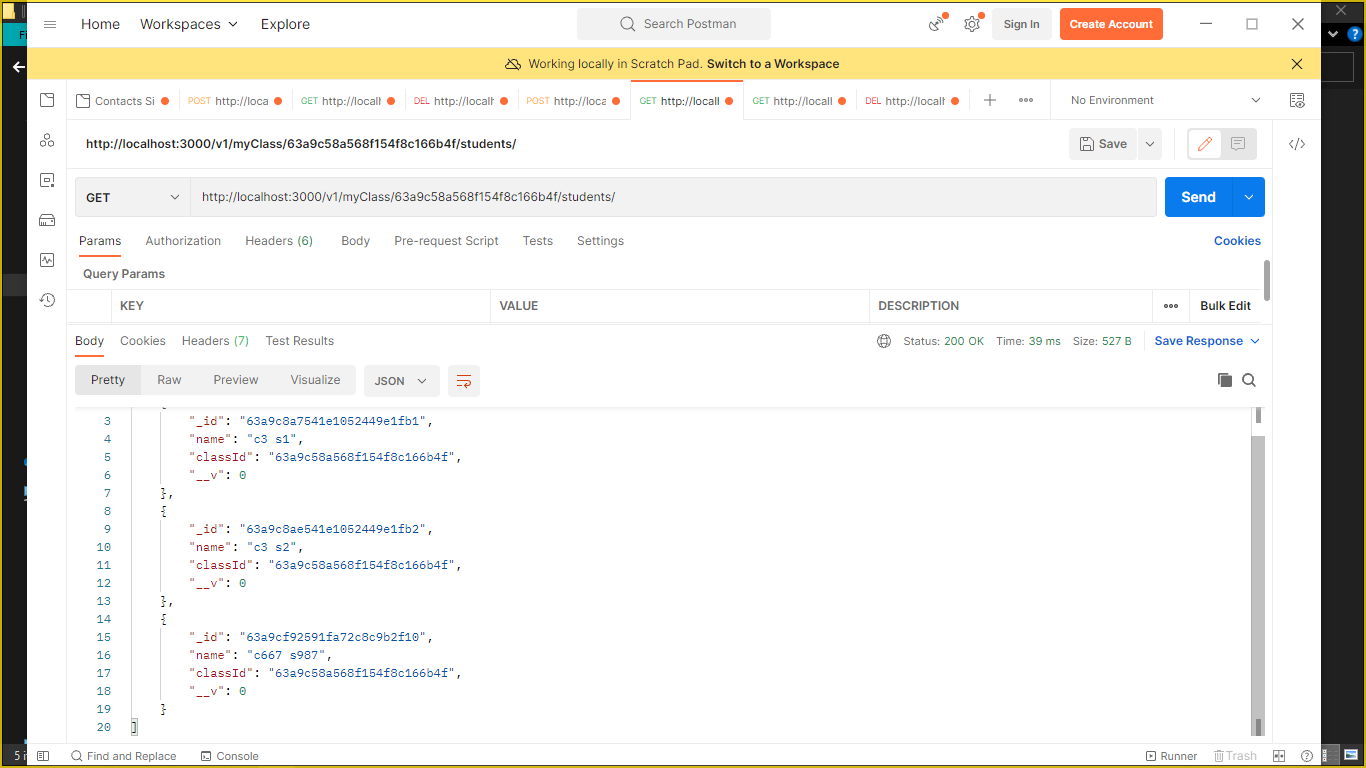 Home Workspaces Explore Search Postman Sign In Create Account
Working locally in Scratch Pad. Switch to a Workspace
Contacts Si POST http://loca GET http://locall DEL http://localh POST http://loca GET http://locall GET http://locall DEL http://localh No Environment
http://localhost:3000/v1/myClass/63a9c58a568f154f8c166b4f/students/ Save
GET http://localhost:3000/v1/myClass/63a9c58a568f154f8c166b4f/students/ Send
Params Authorization Headers (6) Body Pre-request Script Tests Settings Cookies
Query Params
KEY VALUE DESCRIPTION Bulk Edit
Body Cookies Headers (7) Test Results Status: 200 OK Time: 39 ms Size: 527 B Save Response
Pretty Raw Preview Visualize JSON
3 "_id": "63a9c8a7541e1052449e1fb1",
4 "name": "c3 s1",
5 "classId": "63a9c58a568f154f8c166b4f",
6 "__v": 0
7 },
8 {
9 "_id": "63a9c8ae541e1052449e1fb2",
10 "name": "c3 s2",
11 "classId": "63a9c58a568f154f8c166b4f",
12 "__v": 0
13 },
14 {
15 "_id": "63a9cf92591fa72c8c9b2f10",
16 "name": "c667 s987",
17 "classId": "63a9c58a568f154f8c166b4f",
18 "__v": 0
19 }
20 ]
5 i Find and Replace Console Runner Trash